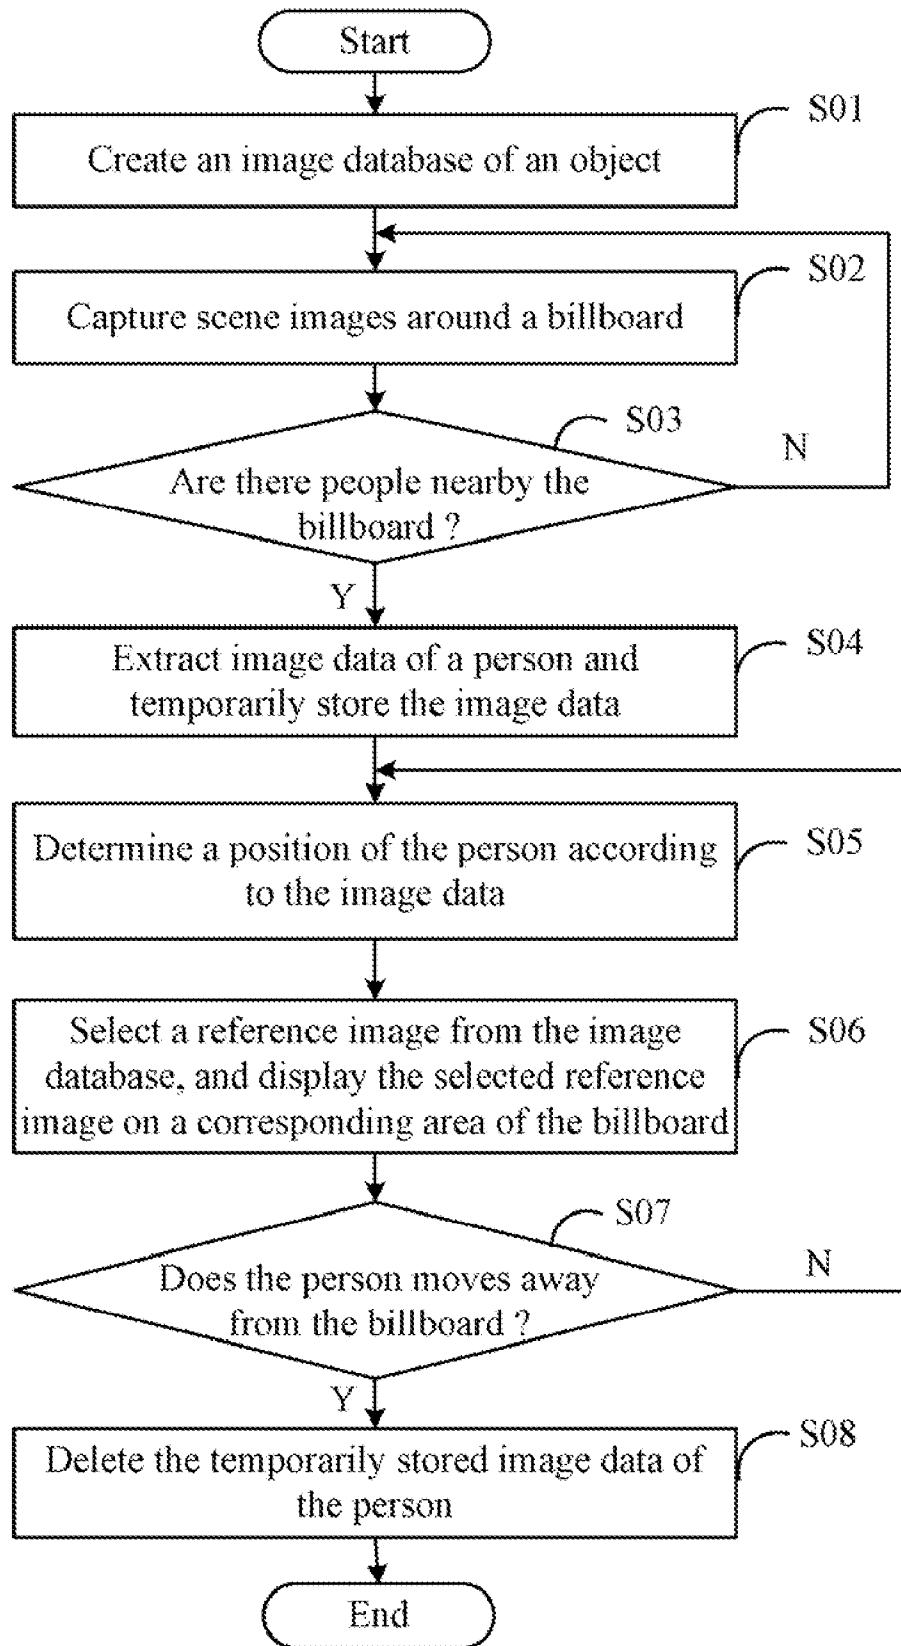 Start
S01
Create an image database of an object
S02
Capture scene images around a billboard
S03
N
Are there people nearby the
billboard ?
Y
S04
Extract image data of a person and
temporarily store the image data
S05
Determine a position of the person according
to the image data
S06
Select a reference image from the image
database, and display the selected reference
image on a corresponding area of the billboard
S07
N
Does the person moves away
from the billboard ?
Y
S08
Delete the temporarily stored image data of
the person
End